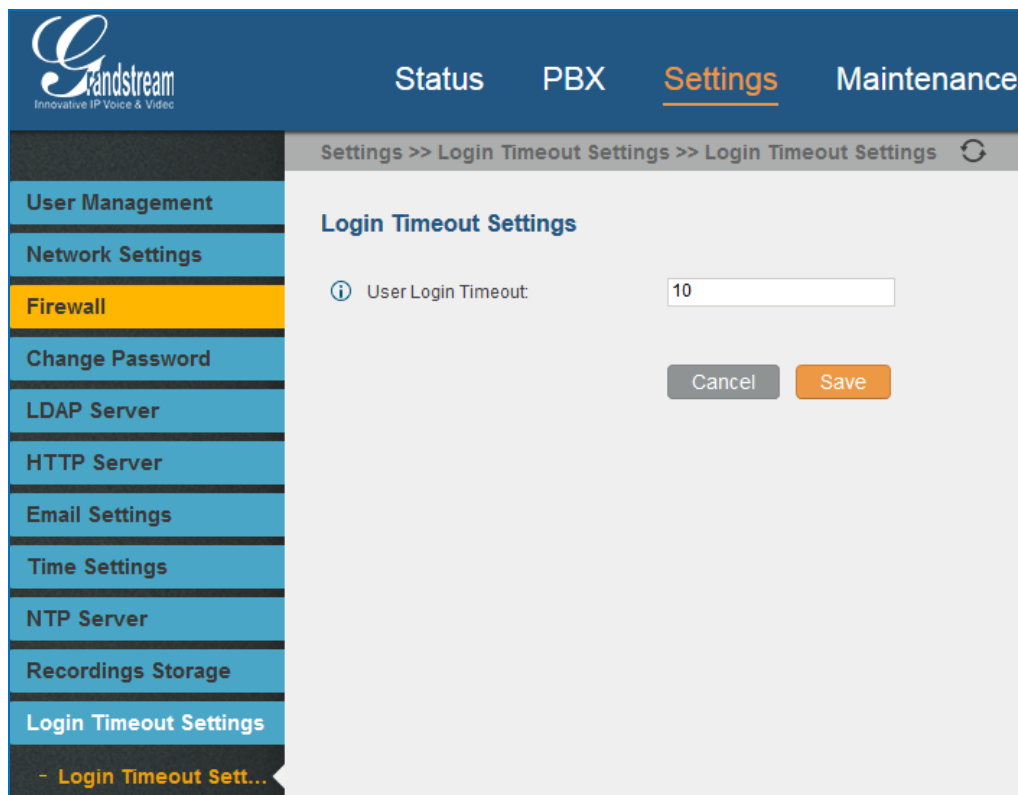 Grandstream
Innovative IP Voice & Video
Status PBX Settings Maintenance
Settings >> Login Timeout Settings >> Login Timeout Settings
User Management
Network Settings
Firewall
Change Password
LDAP Server
HTTP Server
Email Settings
Time Settings
NTP Server
Recordings Storage
Login Timeout Settings
- Login Timeout Sett...
Login Timeout Settings
User Login Timeout:
10
Cancel Save